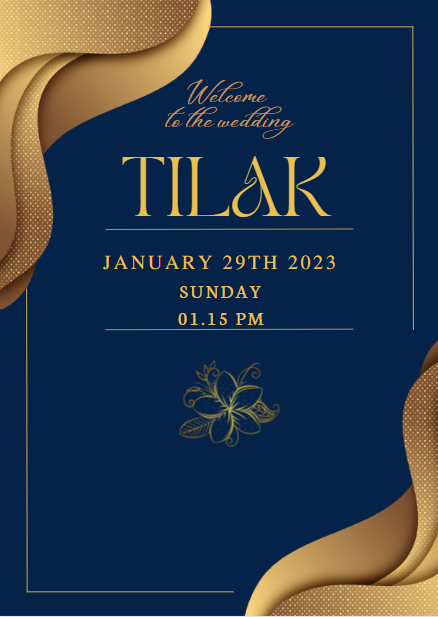 Welcome
to the wedding
TILAK
JANUARY 29TH 2023
SUNDAY
01.15 PM